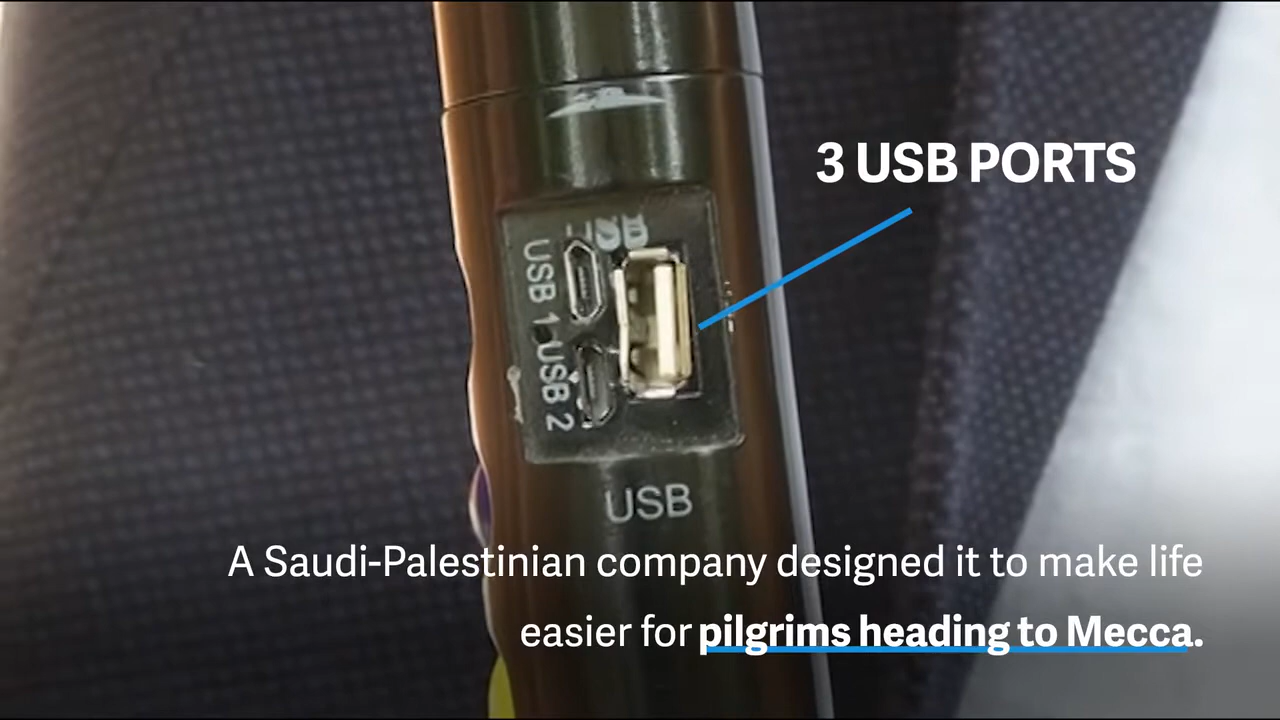 3 USB PORTS
USB 1
USB 2
USB
A Saudi-Palestinian company designed it to make life
easier for pilgrims heading to Mecca.